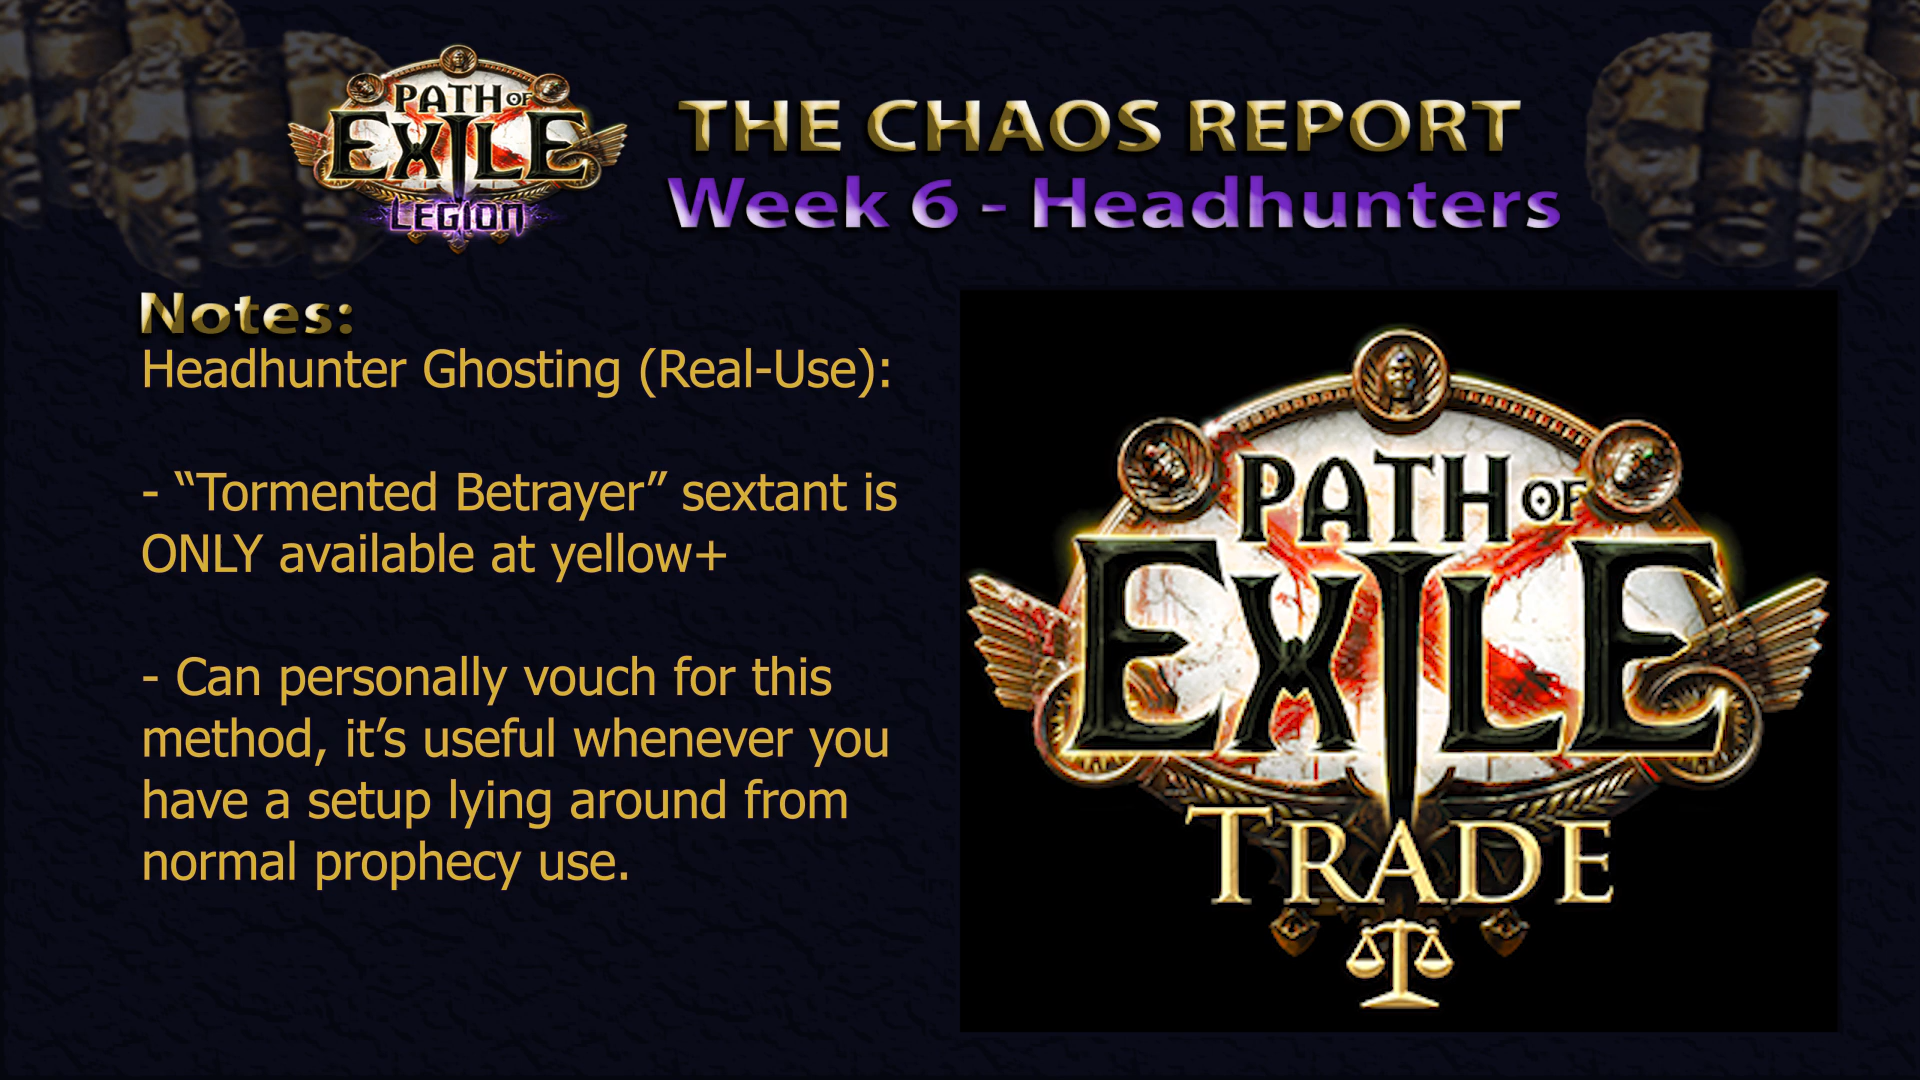 PATH OF
EXILE
LEGION
THE CHAOS REPORT
Week 6 - Headhunters
Notes:
Headhunter Ghosting (Real-Use):
- “Tormented Betrayer” sextant is
ONLY available at yellow+
- Can personally vouch for this
method, it’s useful whenever you
have a setup lying around from
normal prophecy use.
PATH OF
EXILE
TRADE